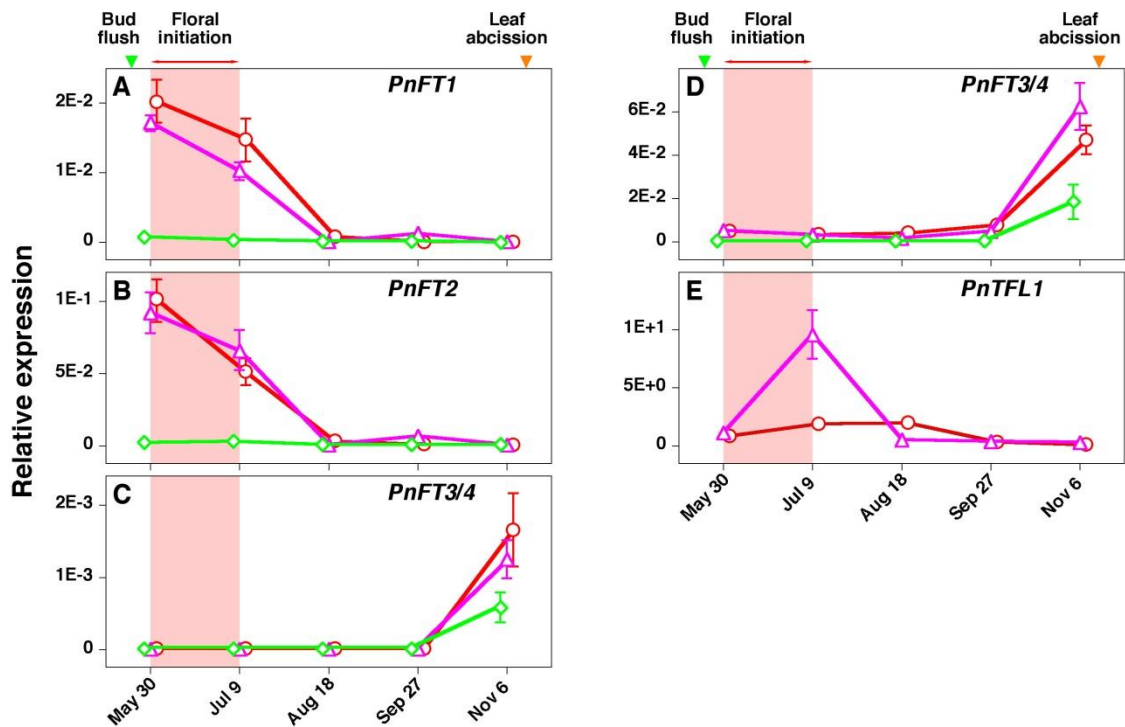 Bud
flush
Floral
initiation
Leaf
abcission
Bud
flush
Floral
initiation
Leaf
abcission
Relative expression
A
PnFT1
2E-2
1E-2
0
B
PnFT2
1E-1
5E-2
0
C
PnFT3/4
2E-3
1E-3
0
May 30
Jul 9
Aug 18
Sep 27
Nov 6
D
PnFT3/4
6E-2
4E-2
2E-2
0
E
PnTFL1
1E+1
5E+0
0
May 30
Jul 9
Aug 18
Sep 27
Nov 6